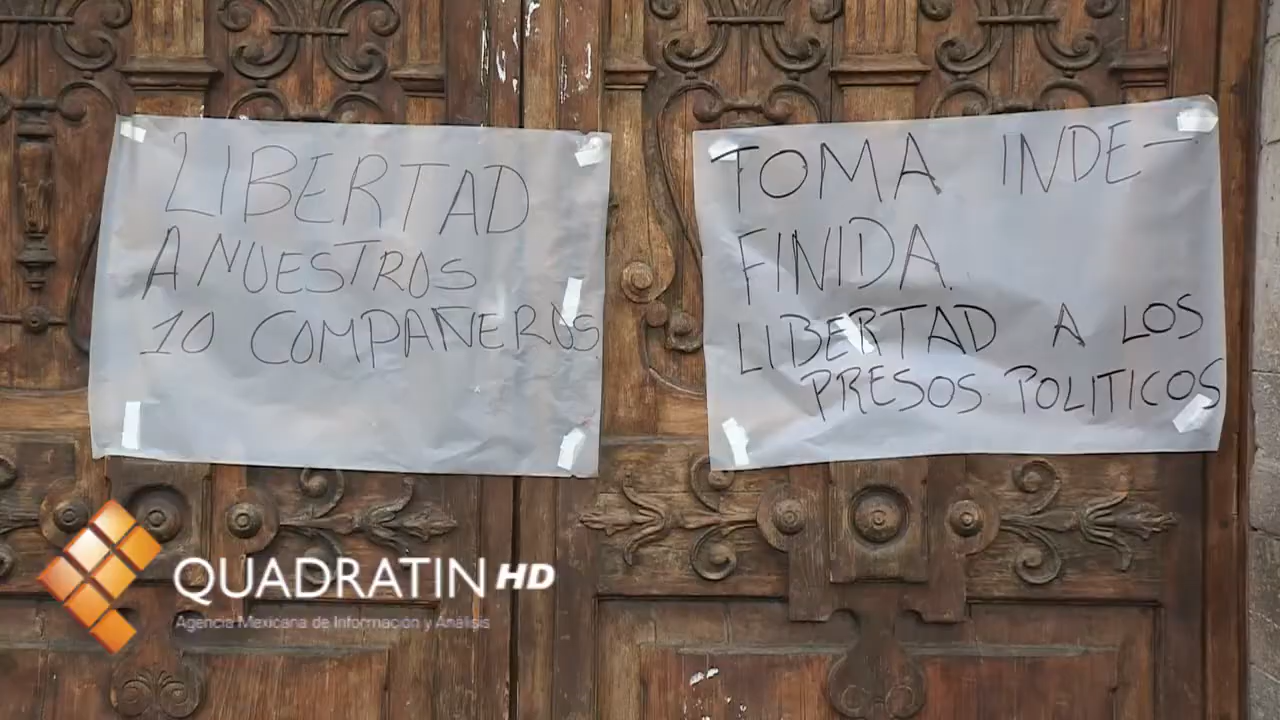 LIBERTAD
A NUESTROS
10 COMPAÑEROS
TOMA INDE-
FINIDA.
LIBERTAD A LOS
PRESOS POLITICOS
QUADRATIN HD
Agencia Mexicana de Información y Análisis